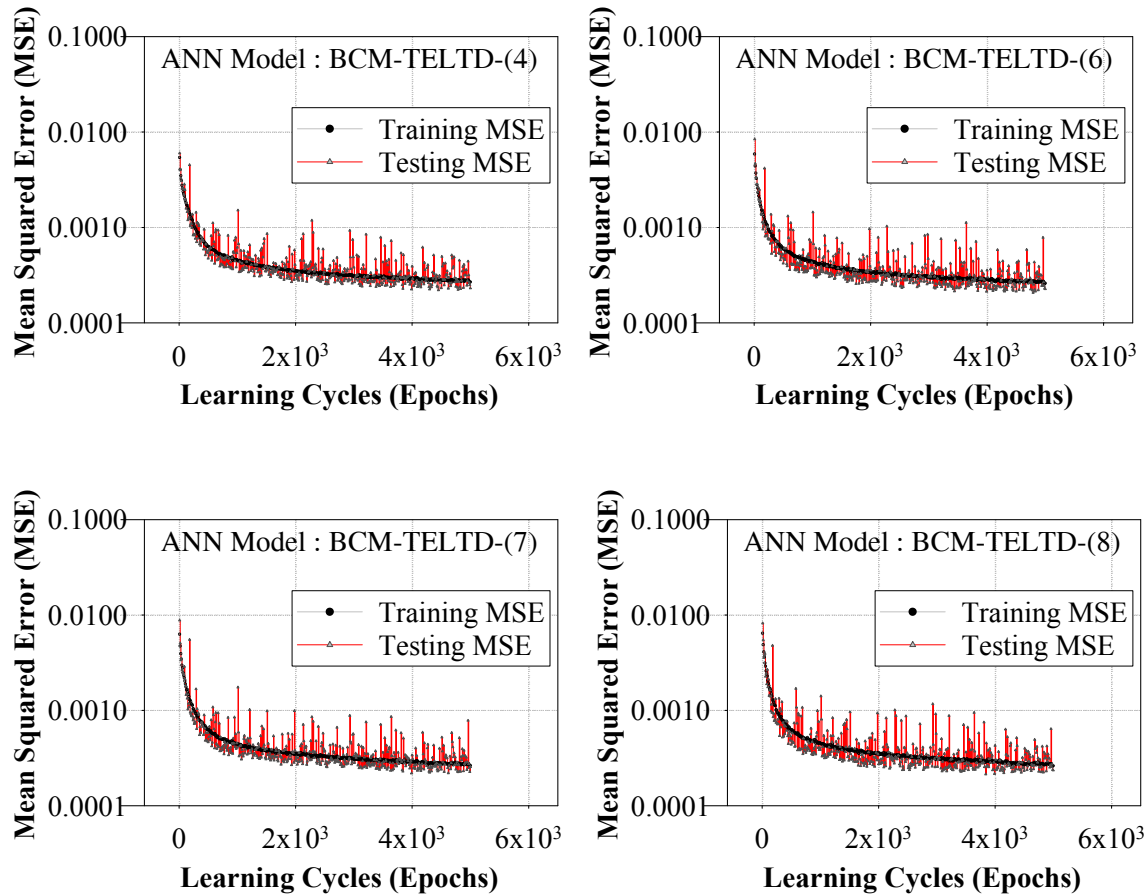 Mean Squared Error (MSE)
0.1000
0.0100
0.0010
0.0001
ANN Model : BCM-TELTD-(4)
Training MSE
Testing MSE
0
2x10³
4x10³
6x10³
Learning Cycles (Epochs)
Mean Squared Error (MSE)
0.1000
0.0100
0.0010
0.0001
ANN Model : BCM-TELTD-(6)
Training MSE
Testing MSE
0
2x10³
4x10³
6x10³
Learning Cycles (Epochs)
Mean Squared Error (MSE)
0.1000
0.0100
0.0010
0.0001
ANN Model : BCM-TELTD-(7)
Training MSE
Testing MSE
0
2x10³
4x10³
6x10³
Learning Cycles (Epochs)
Mean Squared Error (MSE)
0.1000
0.0100
0.0010
0.0001
ANN Model : BCM-TELTD-(8)
Training MSE
Testing MSE
0
2x10³
4x10³
6x10³
Learning Cycles (Epochs)